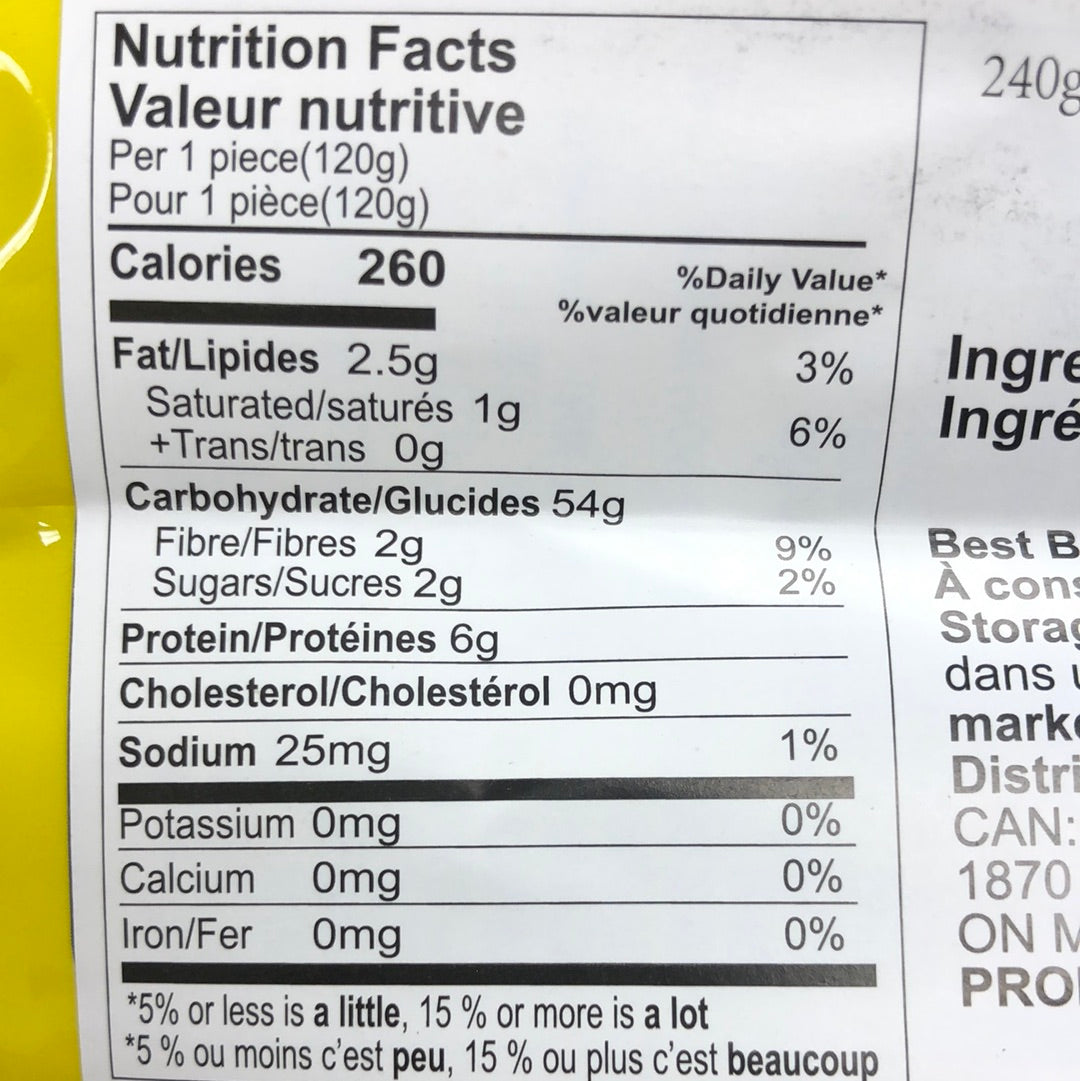 Nutrition Facts
Valeur nutritive
Per 1 piece(120g)
Pour 1 pièce(120g)
Calories 260
%Daily Value*
%valeur quotidienne*
Fat/Lipides 2.5g 3%
Saturated/saturés 1g
+Trans/trans 0g 6%
Carbohydrate/Glucides 54g
Fibre/Fibres 2g 9%
Sugars/Sucres 2g 2%
Protein/Protéines 6g
Cholesterol/Cholestérol 0mg
Sodium 25mg 1%
Potassium 0mg 0%
Calcium 0mg 0%
Iron/Fer 0mg 0%
*5% or less is a little, 15 % or more is a lot
*5 % ou moins c'est peu, 15 % ou plus c'est beaucoup
240g
Ingre
Ingré
Best B
À cons
Storag
dans
marke
Distri
CAN:
1870
ON M
PRO